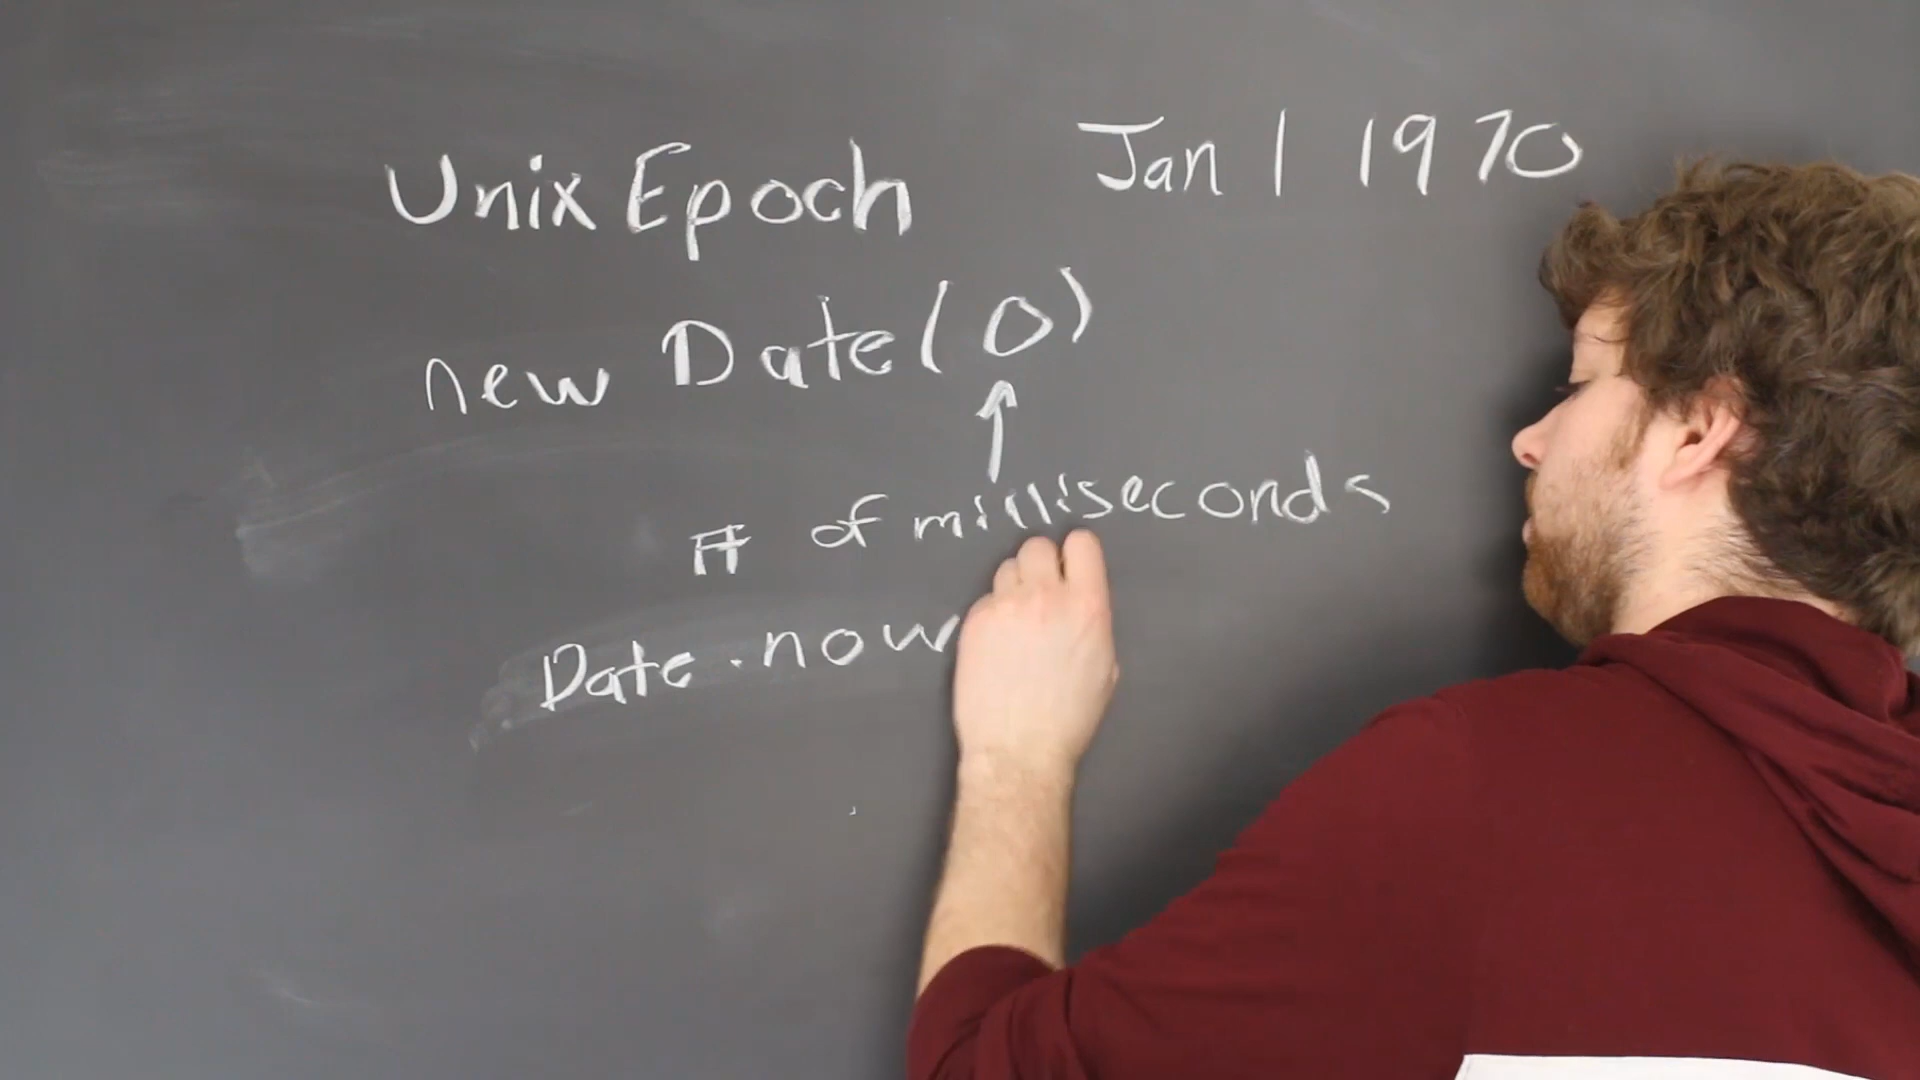 Unix Epoch Jan 1 1970
new Date(0)
# of milliseconds
Date.now